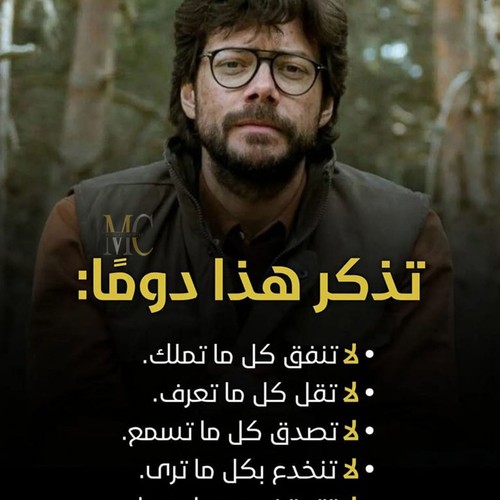 MC
تذكر هذا دومًا:
• لا تنفق كل ما تملك.
• لا تقل كل ما تعرف.
• لا تصدق كل ما تسمع.
• لا تنخدع بكل ما ترى.